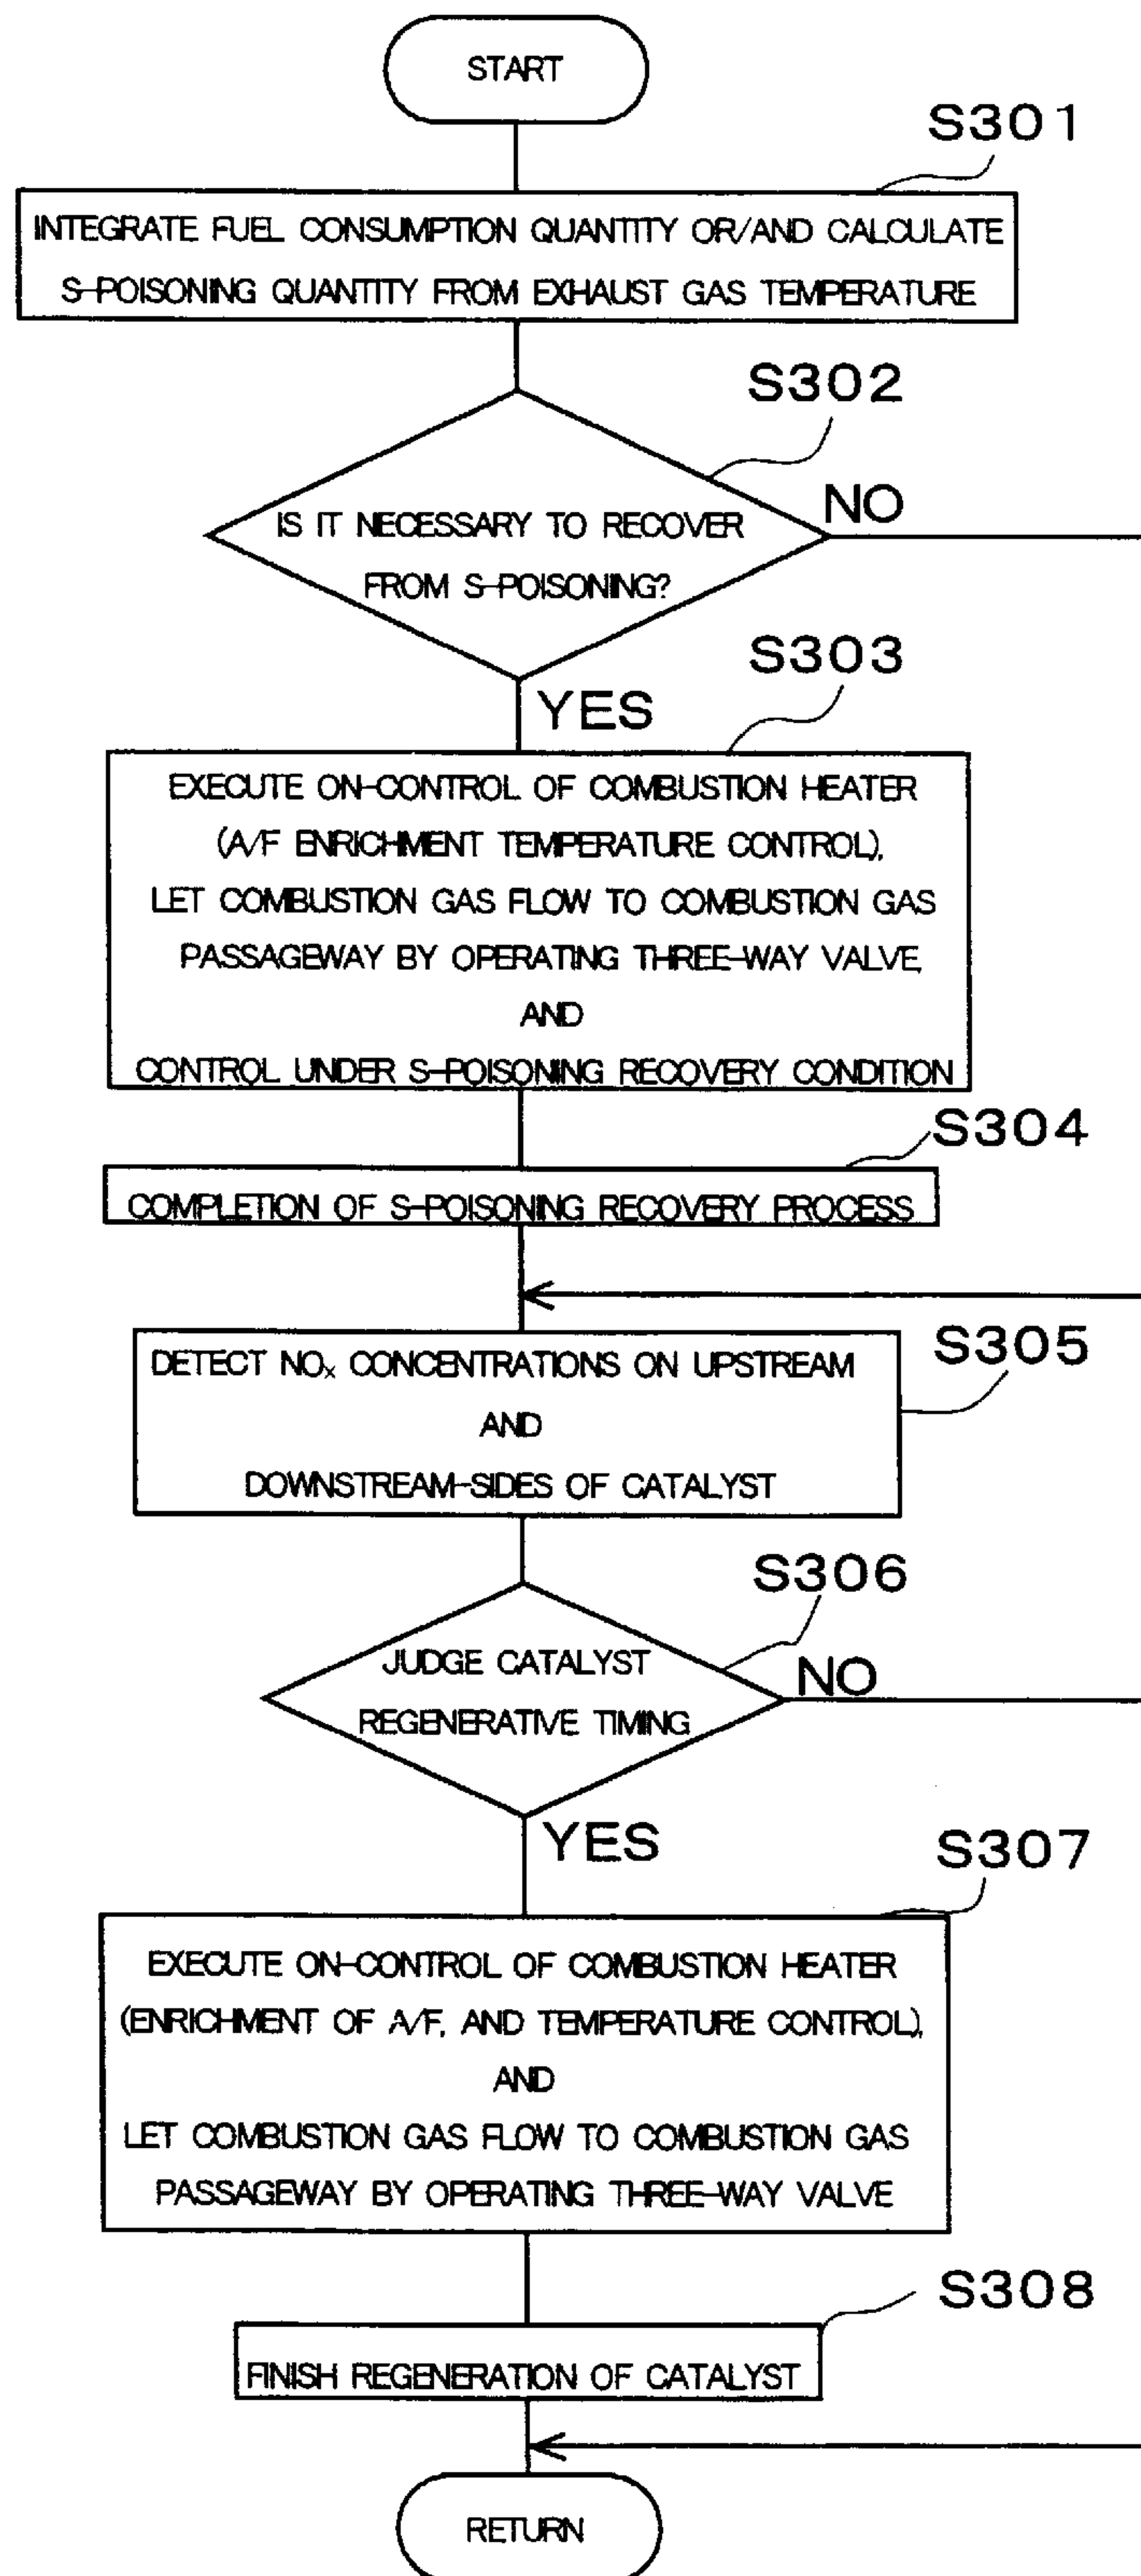 START
S301
INTEGRATE FUEL CONSUMPTION QUANTITY OR/AND CALCULATE
S-POISONING QUANTITY FROM EXHAUST GAS TEMPERATURE
S302
IS IT NECESSARY TO RECOVER
FROM S-POISONING?
NO
YES
S303
EXECUTE ON-CONTROL OF COMBUSTION HEATER
(A/F ENRICHMENT TEMPERATURE CONTROL),
LET COMBUSTION GAS FLOW TO COMBUSTION GAS
PASSAGEWAY BY OPERATING THREE-WAY VALVE,
AND
CONTROL UNDER S-POISONING RECOVERY CONDITION
S304
COMPLETION OF S-POISONING RECOVERY PROCESS
S305
DETECT NOₓ CONCENTRATIONS ON UPSTREAM
AND
DOWNSTREAM-SIDES OF CATALYST
S306
JUDGE CATALYST
REGENERATIVE TIMING
NO
YES
S307
EXECUTE ON-CONTROL OF COMBUSTION HEATER
(ENRICHMENT OF A/F, AND TEMPERATURE CONTROL),
AND
LET COMBUSTION GAS FLOW TO COMBUSTION GAS
PASSAGEWAY BY OPERATING THREE-WAY VALVE
S308
FINISH REGENERATION OF CATALYST
RETURN